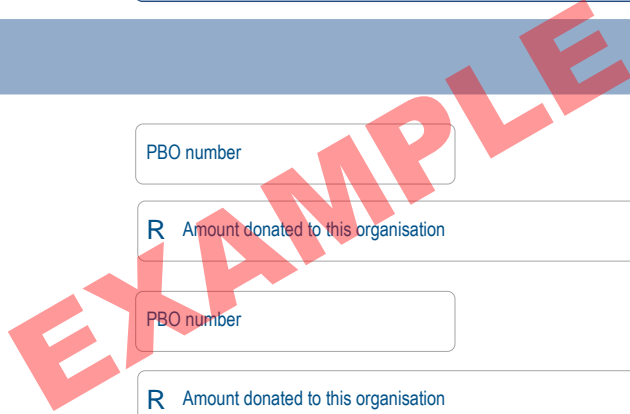 PBO number
R Amount donated to this organisation
PBO number
R Amount donated to this organisation
EXAMPLE